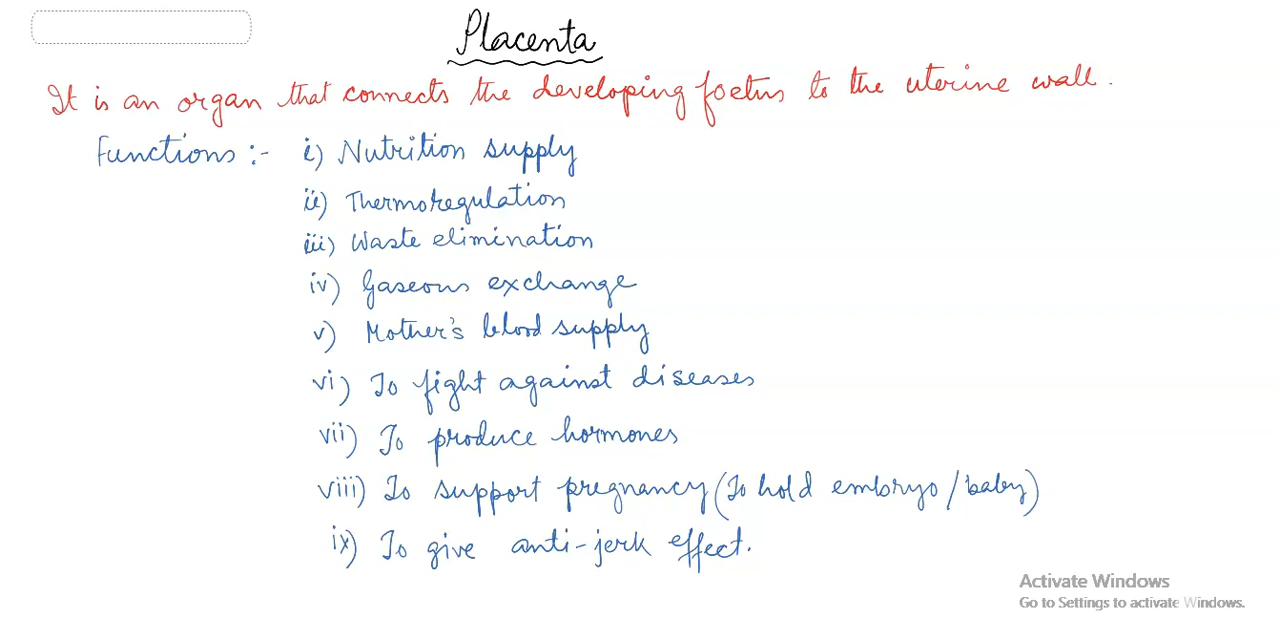 Placenta
It is an organ that connects the developing foetus to the uterine wall.
Functions :- i) Nutrition supply
ii) Thermoregulation
iii) Waste elimination
iv) Gaseous exchange
v) Mother's blood supply
vi) To fight against diseases
vii) To produce hormones
viii) To support pregnancy (To hold embryo / baby)
ix) To give anti-jerk effect.
Activate Windows
Go to Settings to activate Windows.